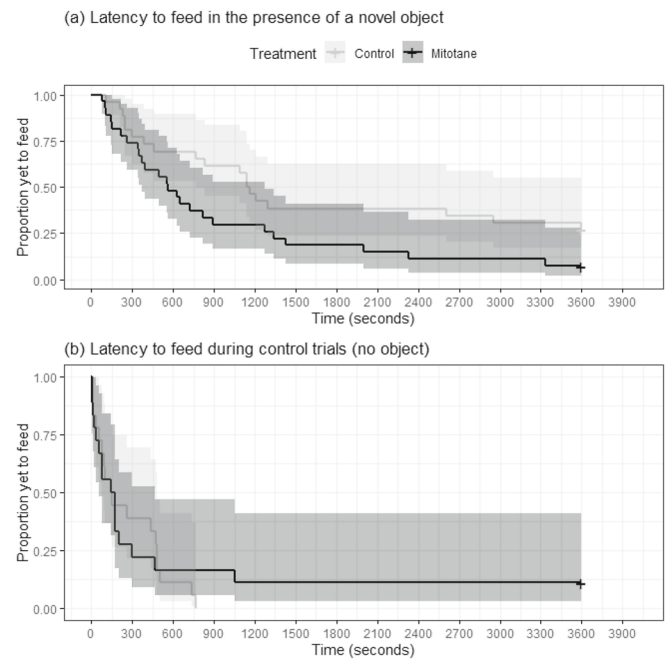 (a) Latency to feed in the presence of a novel object
Treatment Control Mitotane
Proportion yet to feed
1.00
0.75
0.50
0.25
0.00
0 300 600 900 1200 1500 1800 2100 2400 2700 3000 3300 3600 3900
Time (seconds)
(b) Latency to feed during control trials (no object)
Proportion yet to feed
1.00
0.75
0.50
0.25
0.00
0 300 600 900 1200 1500 1800 2100 2400 2700 3000 3300 3600 3900
Time (seconds)